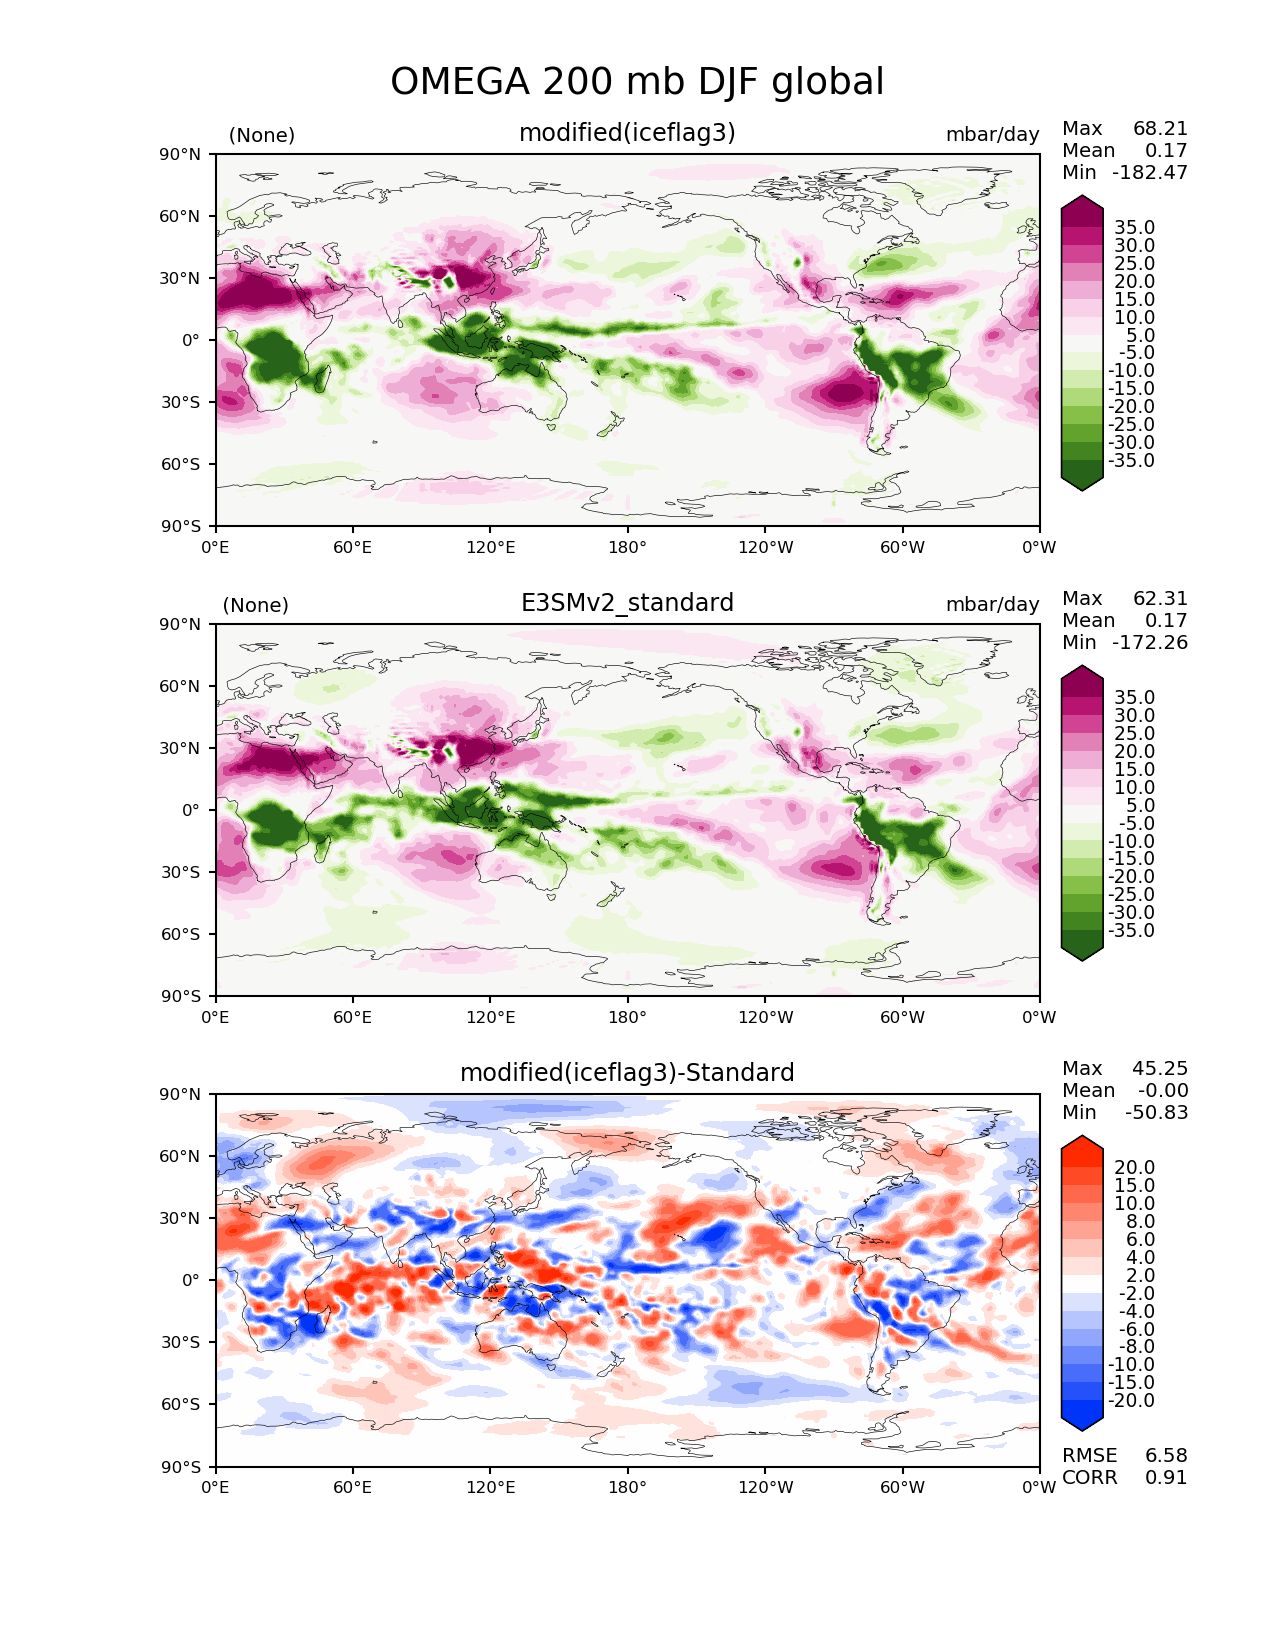 OMEGA 200 mb DJF global
(None) modified(iceflag3) mbar/day
Max 68.21
Mean 0.17
Min -182.47
90°N
60°N
30°N
0°
30°S
60°S
90°S
0°E 60°E 120°E 180° 120°W 60°W 0°W
35.0
30.0
25.0
20.0
15.0
10.0
5.0
-5.0
-10.0
-15.0
-20.0
-25.0
-30.0
-35.0
(None) E3SMv2_standard mbar/day
Max 62.31
Mean 0.17
Min -172.26
90°N
60°N
30°N
0°
30°S
60°S
90°S
0°E 60°E 120°E 180° 120°W 60°W 0°W
35.0
30.0
25.0
20.0
15.0
10.0
5.0
-5.0
-10.0
-15.0
-20.0
-25.0
-30.0
-35.0
modified(iceflag3)-Standard
Max 45.25
Mean -0.00
Min -50.83
90°N
60°N
30°N
0°
30°S
60°S
90°S
0°E 60°E 120°E 180° 120°W 60°W 0°W
20.0
15.0
10.0
8.0
6.0
4.0
2.0
-2.0
-4.0
-6.0
-8.0
-10.0
-15.0
-20.0
RMSE 6.58
CORR 0.91